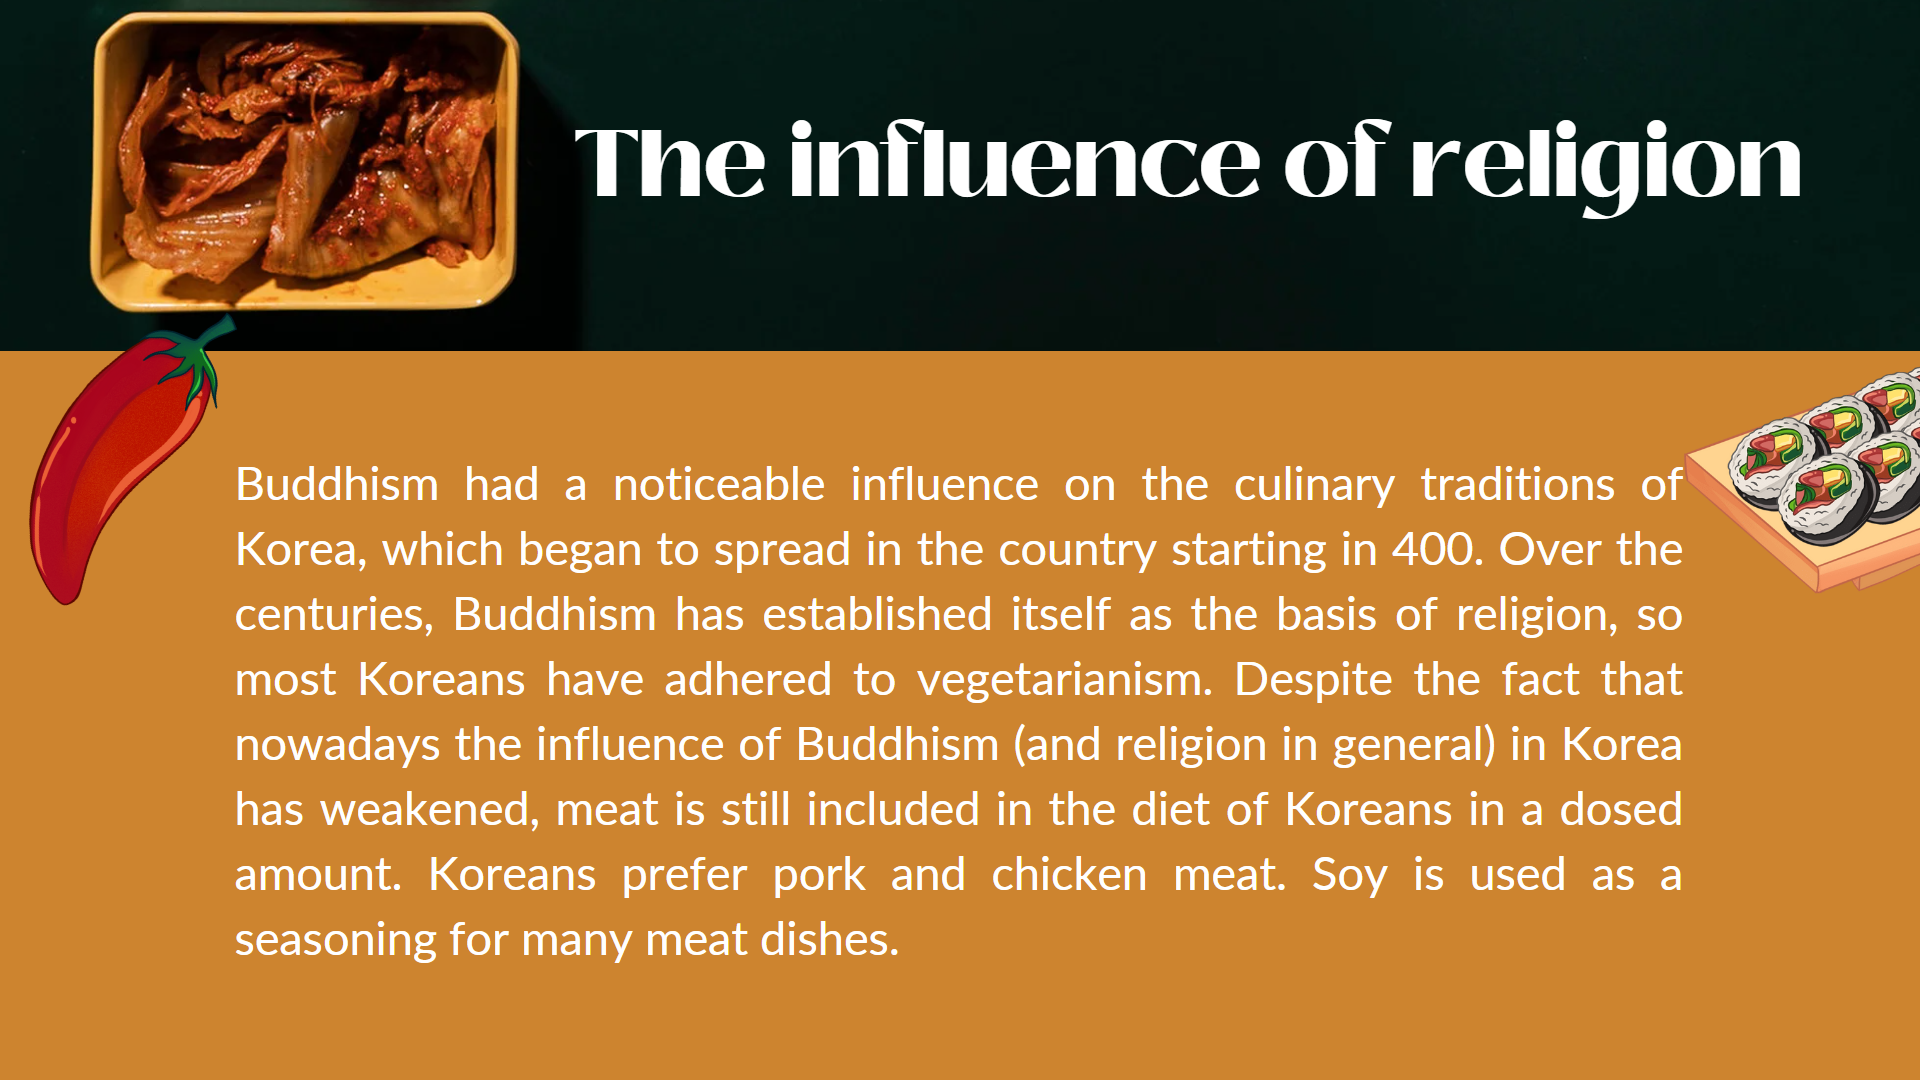 The influence of religion
Buddhism had a noticeable influence on the culinary traditions of
Korea, which began to spread in the country starting in 400. Over the
centuries, Buddhism has established itself as the basis of religion, so
most Koreans have adhered to vegetarianism. Despite the fact that
nowadays the influence of Buddhism (and religion in general) in Korea
has weakened, meat is still included in the diet of Koreans in a dosed
amount. Koreans prefer pork and chicken meat. Soy is used as a
seasoning for many meat dishes.